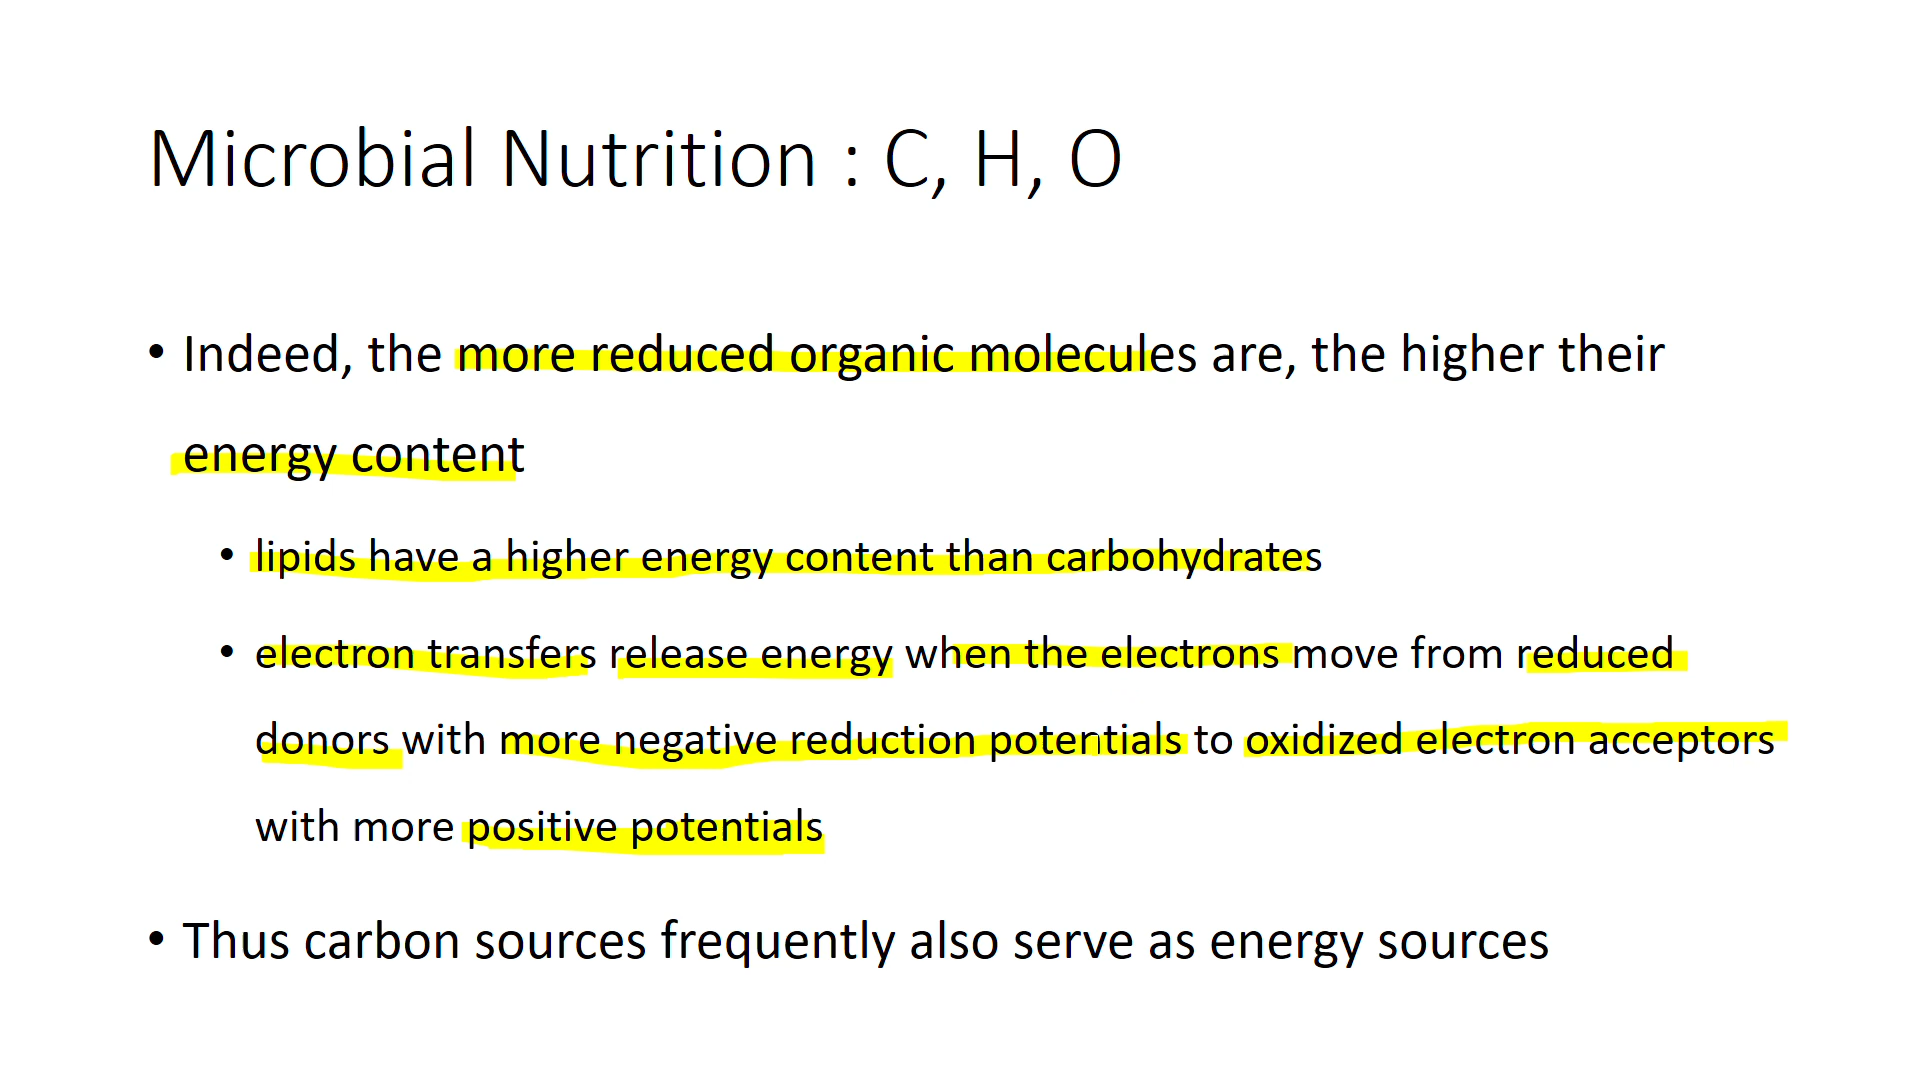 Microbial Nutrition : C, H, O
• Indeed, the more reduced organic molecules are, the higher their
energy content
• lipids have a higher energy content than carbohydrates
• electron transfers release energy when the electrons move from reduced
donors with more negative reduction potentials to oxidized electron acceptors
with more positive potentials
• Thus carbon sources frequently also serve as energy sources